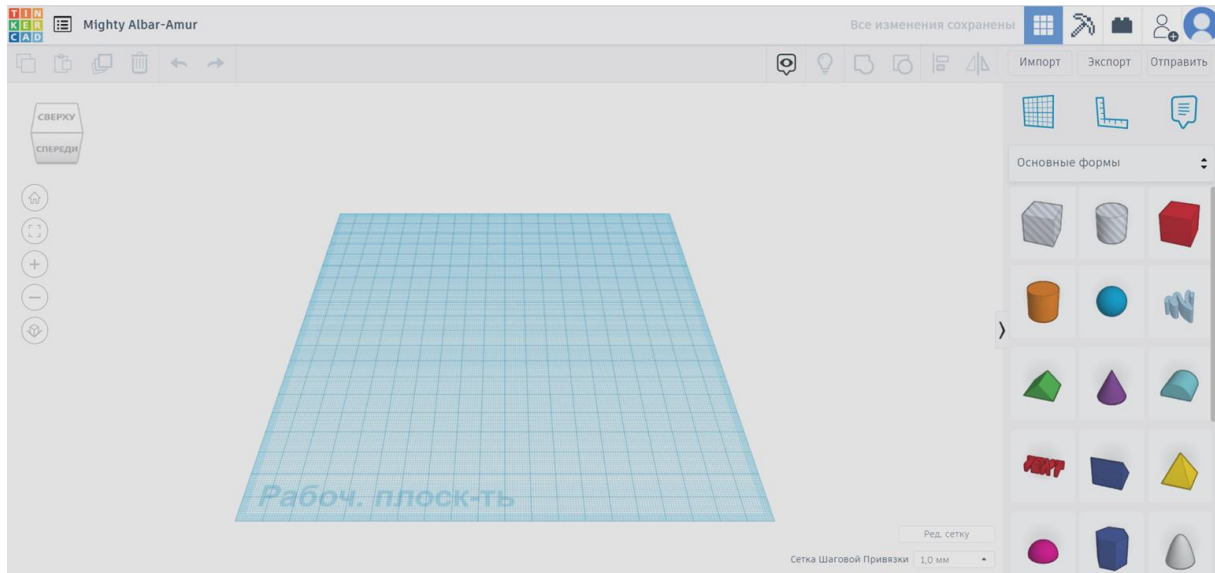 TIN
KER
CAD
Mighty Albar-Amur
Все изменения сохранены
Импорт
Экспорт
Отправить
СВЕРХУ
СПЕРЕДИ
Основные формы
TEXT
Рабоч. плоск-ть
Ред. сетку
Сетка Шаговой Привязки 1,0 мм